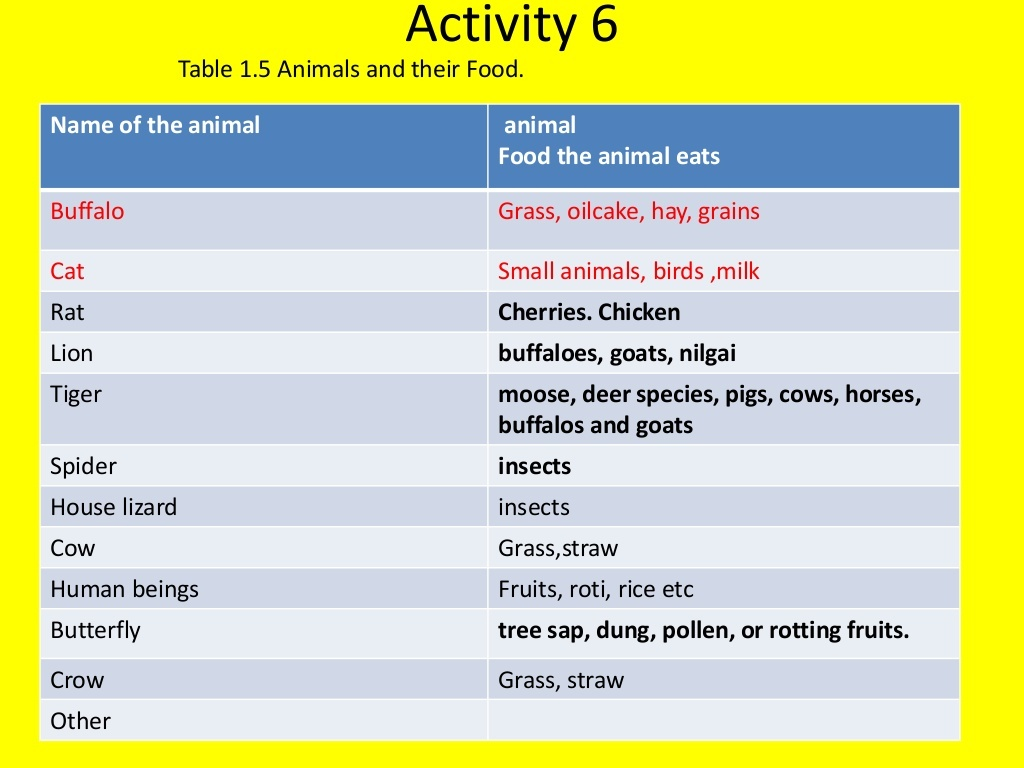 Activity 6
Table 1.5 Animals and their Food.
Name of the animal
animal
Food the animal eats
Buffalo
Grass, oilcake, hay, grains
Cat
Small animals, birds ,milk
Rat
Cherries. Chicken
Lion
buffaloes, goats, nilgai
Tiger
moose, deer species, pigs, cows, horses,
buffalos and goats
Spider
insects
House lizard
insects
Cow
Grass,straw
Human beings
Fruits, roti, rice etc
Butterfly
tree sap, dung, pollen, or rotting fruits.
Crow
Grass, straw
Other